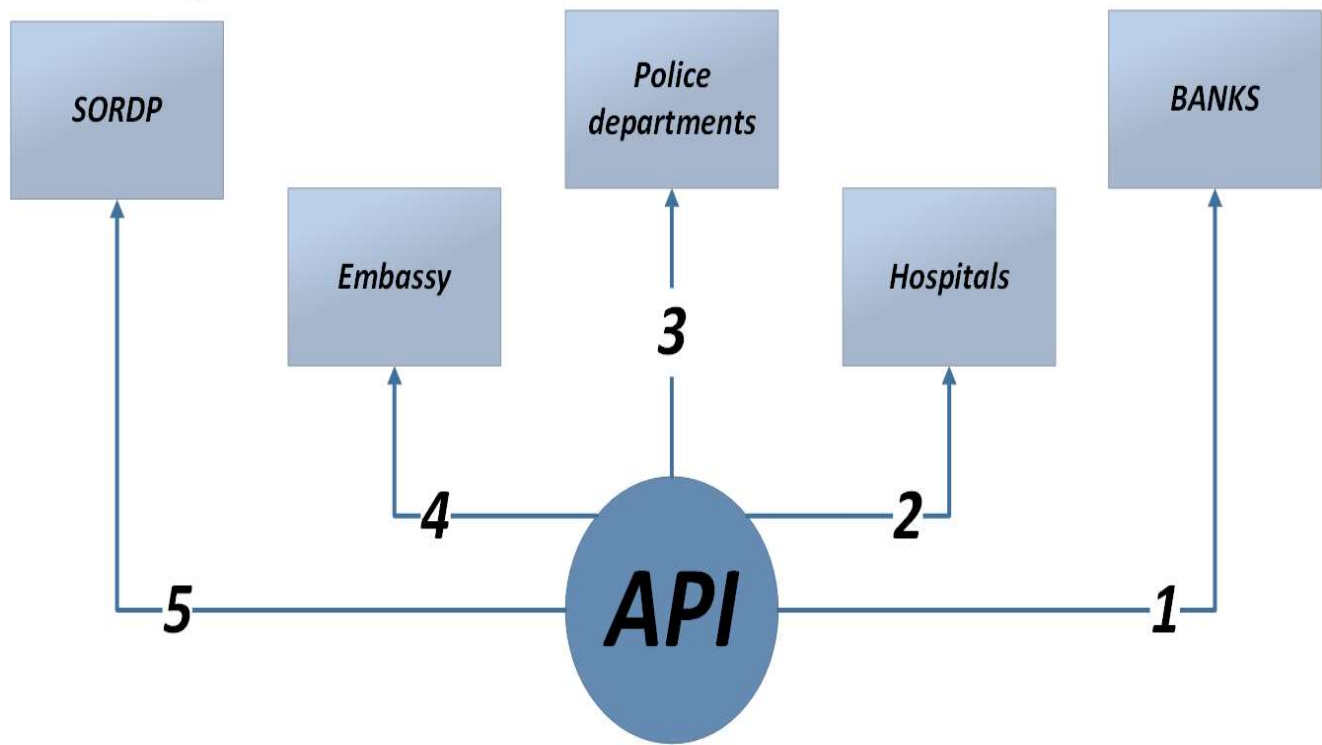 SORDP
Police
departments
BANKS
Embassy
Hospitals
3
4
2
5
API
1